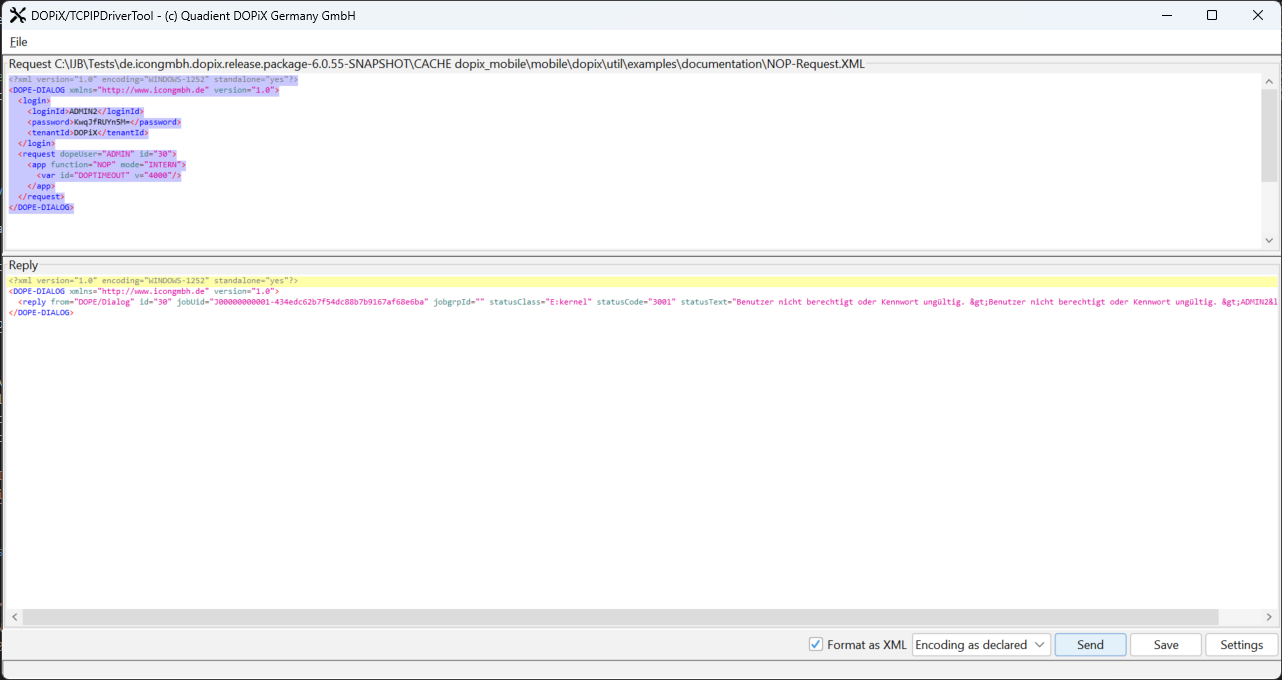 DOPiX/TCPIPDriverTool - (c) Quadient DOPiX Germany GmbH
File
Request C:\IJB\Tests\de.icongmbh.dopix.release.package-6.0.55-SNAPSHOT\CACHE dopix_mobile\mobile\dopix\util\examples\documentation\NOP-Request.XML
<?xml version="1.0" encoding="WINDOWS-1252" standalone="yes"?>
<DOPE-DIALOG xmlns="http://www.icongmbh.de" version="1.0">
<login>
<loginId>ADMIN2</loginId>
<password>KwqJfRUYn5M=</password>
<tenantId>DOPiX</tenantId>
</login>
<request dopeUser="ADMIN" id="30">
<app function="NOP" mode="INTERN">
<var id="DOPTIMEOUT" v="4000"/>
</app>
</request>
</DOPE-DIALOG>
Reply
<?xml version="1.0" encoding="WINDOWS-1252" standalone="yes"?>
<DOPE-DIALOG xmlns="http://www.icongmbh.de" version="1.0">
<reply from="DOPE/Dialog" id="30" jobUid="J00000000001-434edc62b7f54dc88b7b9167af68e6ba" jobgrpId="" statusClass="E:kernel" statusCode="3001" statusText="Benutzer nicht berechtigt oder Kennwort ungültig. &gt;Benutzer nicht berechtigt oder Kennwort ungültig. &gt;ADMIN2&l
</DOPE-DIALOG>
Format as XML Encoding as declared Send Save Settings